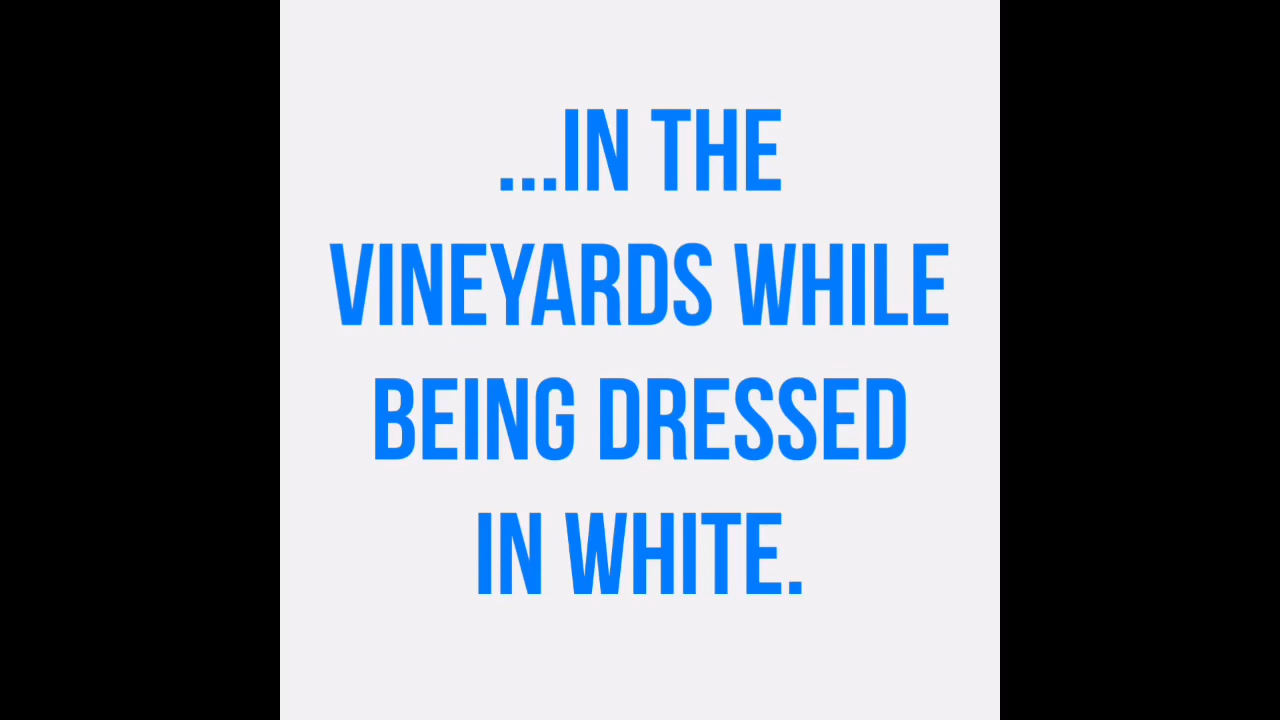 ...IN THE
VINEYARDS WHILE
BEING DRESSED
IN WHITE.